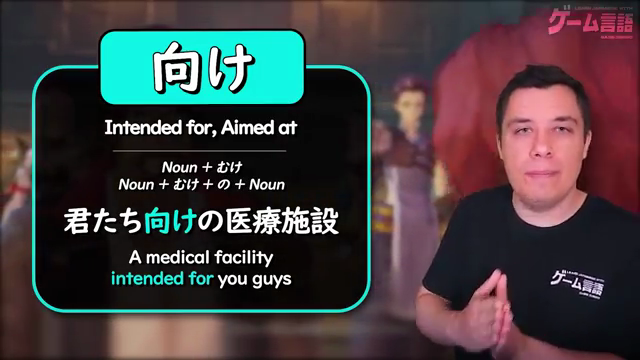 向け
Intended for, Aimed at
Noun + むけ
Noun + むけ + の + Noun
君たち向けの医療施設
A medical facility
intended for you guys
ゲーム言語
ゲーム言語